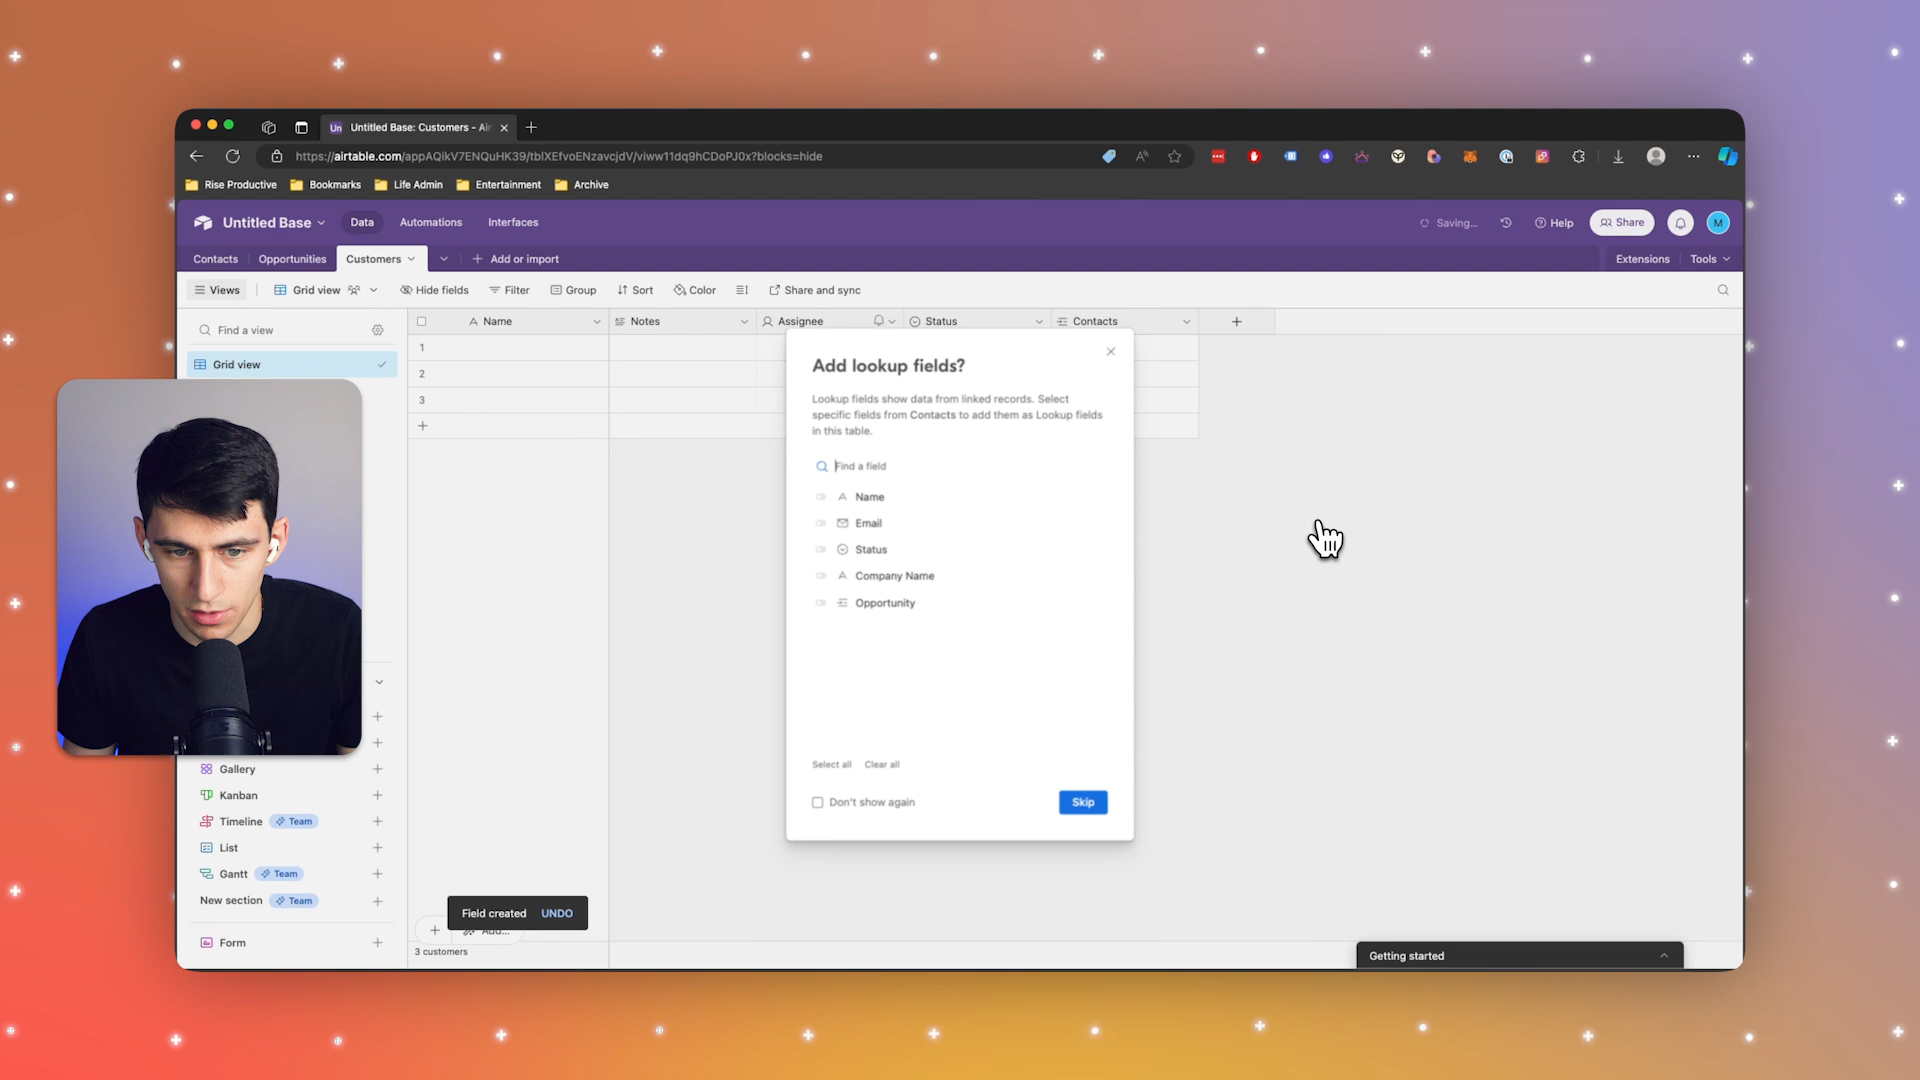 Un Untitled Base: Customers - Air
https://airtable.com/appAQikV7ENQuHK39/tblXEfvoENzavcjdV/viww11dq9hCDoPJ0x?blocks=hide
Rise Productive Bookmarks Life Admin Entertainment Archive
Untitled Base Data Automations Interfaces Saving... Help Share M
Contacts Opportunities Customers Add or import Extensions Tools
Views Grid view Hide fields Filter Group Sort Color Share and sync
Find a view
Name Notes Assignee Status Contacts
Grid view
1
2
3
Add lookup fields?
Lookup fields show data from linked records. Select
specific fields from Contacts to add them as Lookup fields
in this table.
Find a field
Name
Email
Status
Company Name
Opportunity
Select all Clear all
Don't show again Skip
Gallery
Kanban
Timeline Team
List
Gantt Team
New section Team
Form
Field created UNDO
Add...
3 customers
Getting started